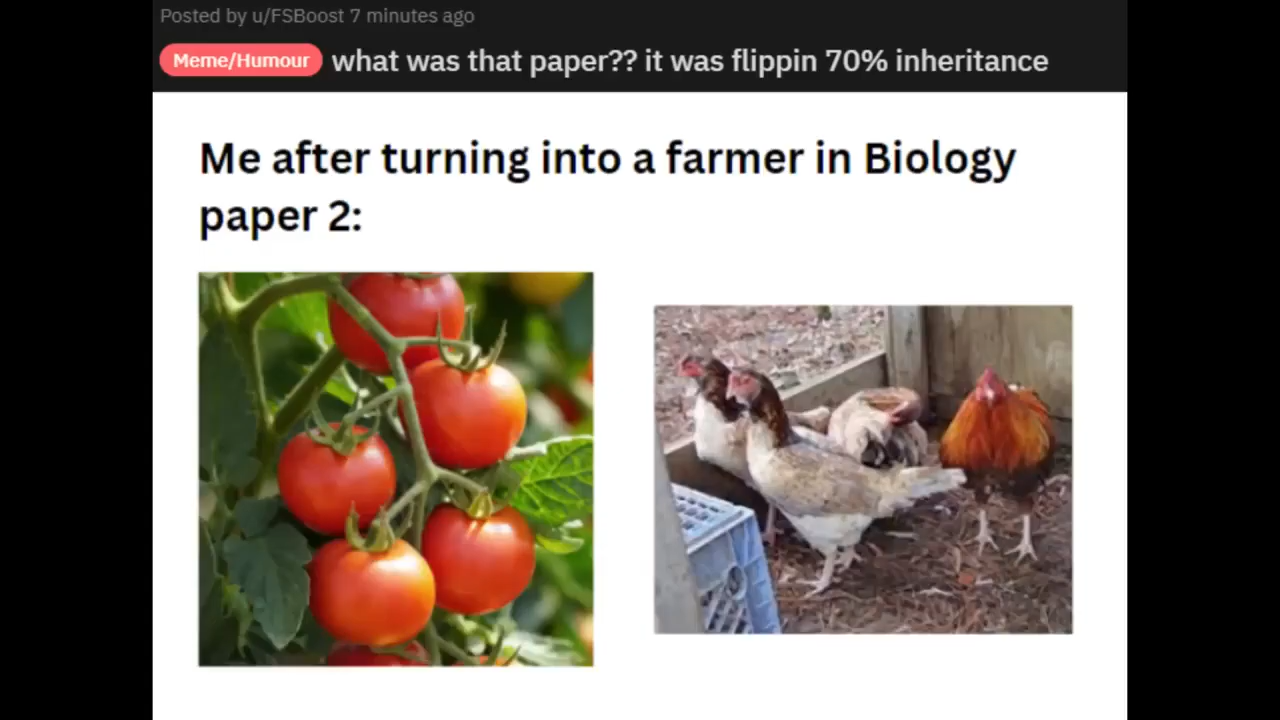 Posted by u/FSBoost 7 minutes ago
Meme/Humour what was that paper?? it was flippin 70% inheritance
Me after turning into a farmer in Biology
paper 2: